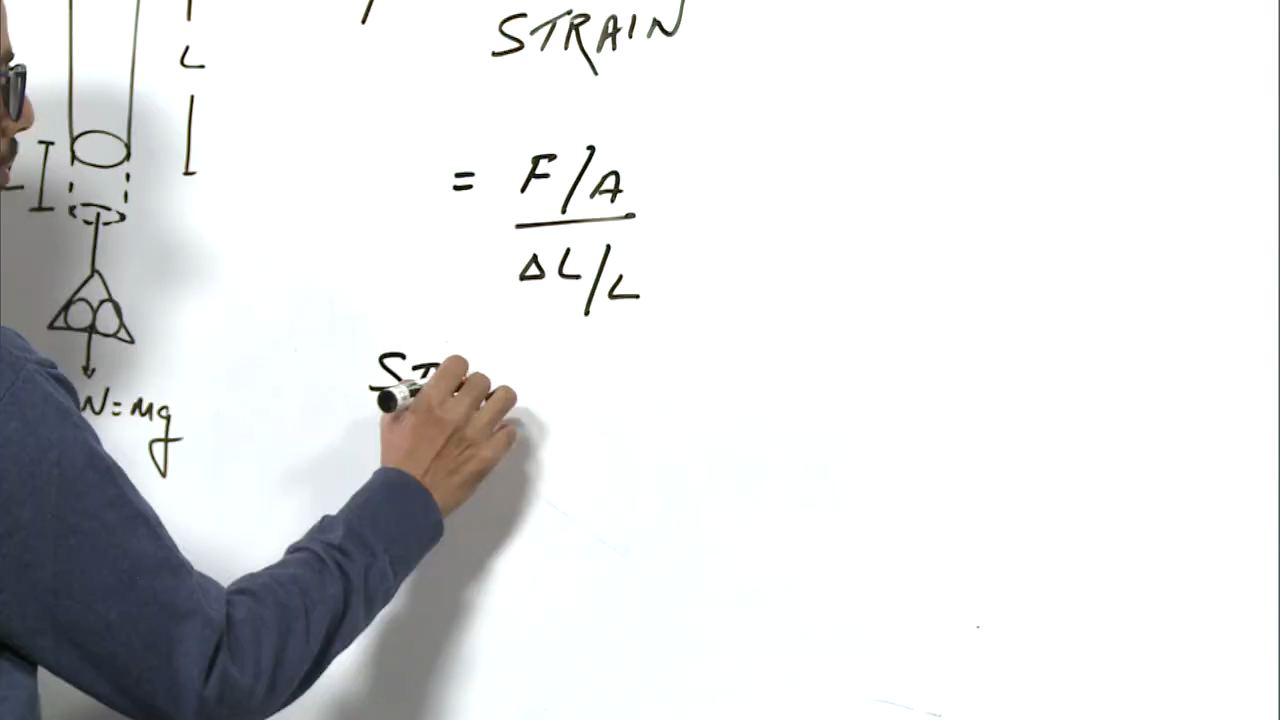 L
STRAIN
= F/A
ΔL/L
ST
W=mg